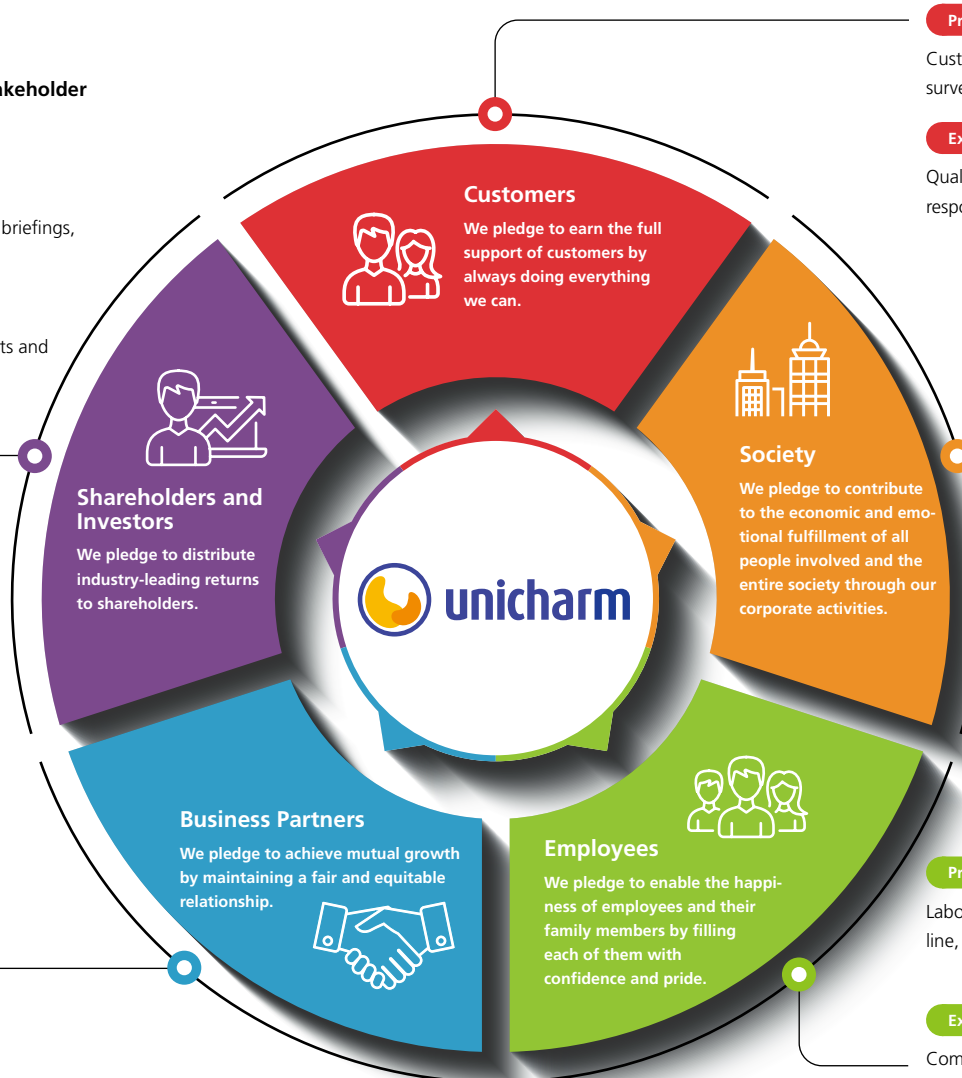 akeholder
briefings,
ts and
Customers
We pledge to earn the full
support of customers by
always doing everything
we can.
Society
We pledge to contribute
to the economic and emo-
tional fulfillment of all
people involved and the
entire society through our
corporate activities.
Shareholders and
Investors
We pledge to distribute
industry-leading returns
to shareholders.
unicharm
Business Partners
We pledge to achieve mutual growth
by maintaining a fair and equitable
relationship.
Employees
We pledge to enable the happi-
ness of employees and their
family members by filling
each of them with
confidence and pride.
Pr
Cust
surve
Ex
Qual
respo
Pr
Labo
line,
Ex
Com